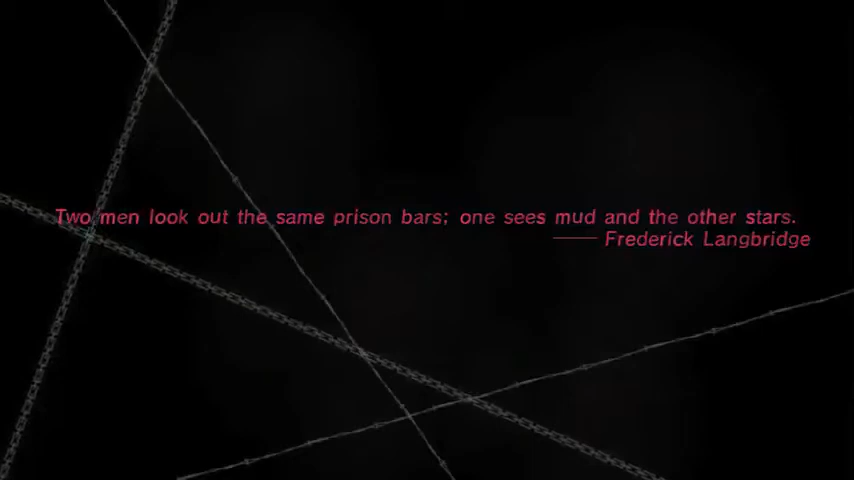 Two men look out the same prison bars; one sees mud and the other stars.
—— Frederick Langbridge